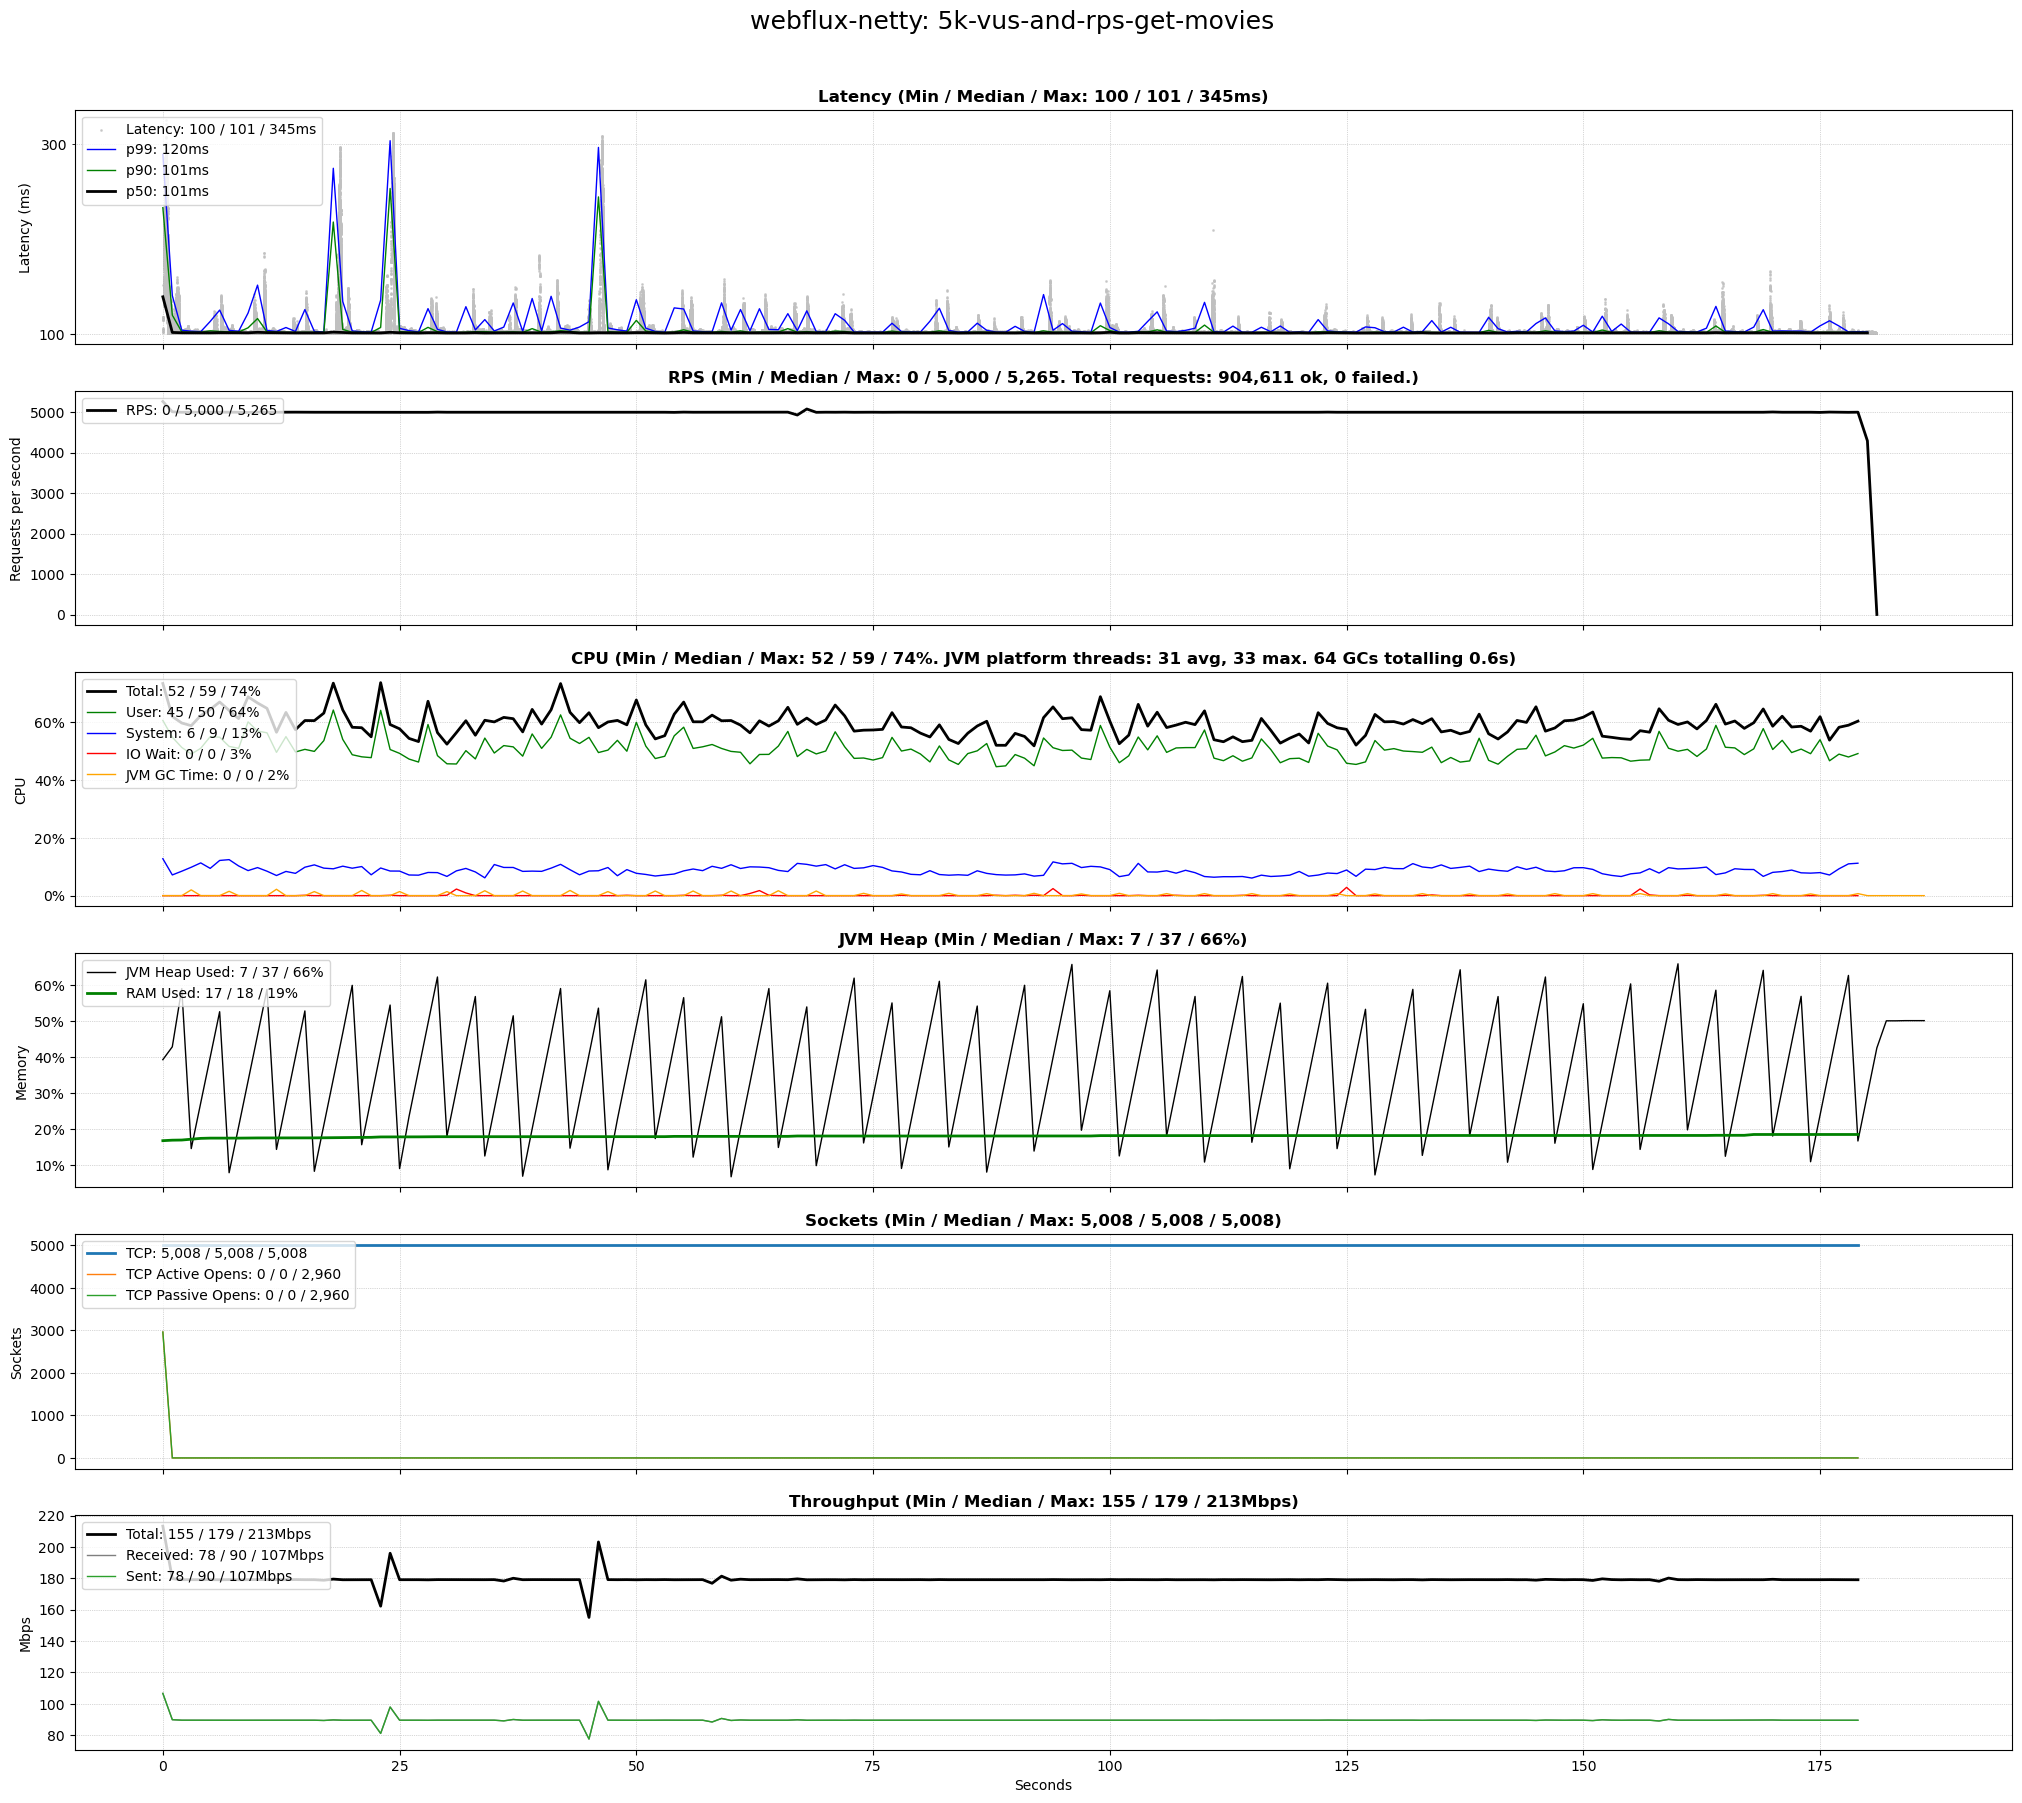 webflux-netty: 5k-vus-and-rps-get-movies
Latency (Min / Median / Max: 100 / 101 / 345ms)
Latency: 100 / 101 / 345ms
p99: 120ms
p90: 101ms
p50: 101ms
300
100
Latency (ms)
RPS (Min / Median / Max: 0 / 5,000 / 5,265. Total requests: 904,611 ok, 0 failed.)
RPS: 0 / 5,000 / 5,265
5000
4000
3000
2000
1000
0
Requests per second
CPU (Min / Median / Max: 52 / 59 / 74%. JVM platform threads: 31 avg, 33 max. 64 GCs totalling 0.6s)
Total: 52 / 59 / 74%
User: 45 / 50 / 64%
System: 6 / 9 / 13%
IO Wait: 0 / 0 / 3%
JVM GC Time: 0 / 0 / 2%
60%
40%
20%
0%
CPU
JVM Heap (Min / Median / Max: 7 / 37 / 66%)
JVM Heap Used: 7 / 37 / 66%
RAM Used: 17 / 18 / 19%
60%
50%
40%
30%
20%
10%
Memory
Sockets (Min / Median / Max: 5,008 / 5,008 / 5,008)
TCP: 5,008 / 5,008 / 5,008
TCP Active Opens: 0 / 0 / 2,960
TCP Passive Opens: 0 / 0 / 2,960
5000
4000
3000
2000
1000
0
Sockets
Throughput (Min / Median / Max: 155 / 179 / 213Mbps)
Total: 155 / 179 / 213Mbps
Received: 78 / 90 / 107Mbps
Sent: 78 / 90 / 107Mbps
220
200
180
160
140
120
100
80
Mbps
0 25 50 75 100 125 150 175
Seconds